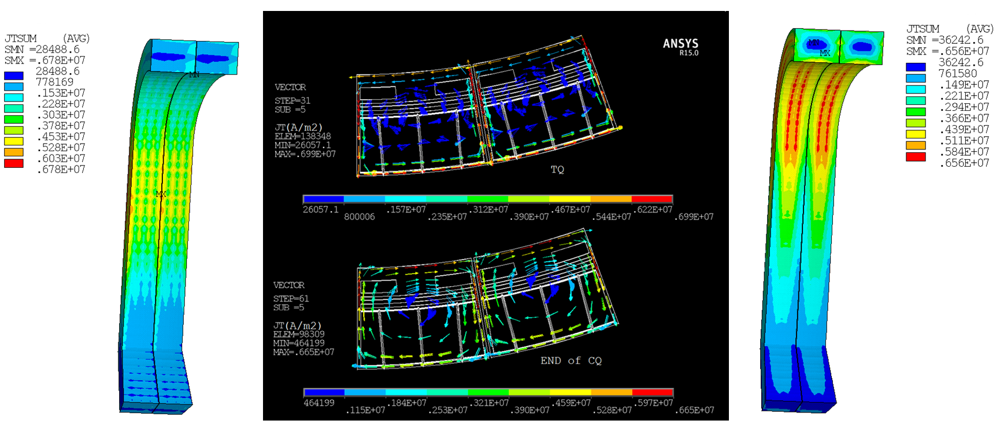 JTSUM (AVG)
SMN =28488.6
SMX =.678E+07
28488.6
778169
.153E+07
.228E+07
.303E+07
.378E+07
.453E+07
.528E+07
.603E+07
.678E+07
MN
MX
ANSYS
R15.0
VECTOR
STEP=31
SUB =5
JT(A/m2)
ELEM=138348
MIN=26057.1
MAX=.699E+07
TQ
26057.1 .157E+07 .312E+07 .467E+07 .622E+07
800006 .235E+07 .390E+07 .544E+07 .699E+07
VECTOR
STEP=61
SUB =5
JT(A/m2)
ELEM=98309
MIN=464199
MAX=.665E+07
END of CQ
464199 .184E+07 .321E+07 .459E+07 .597E+07
.115E+07 .253E+07 .390E+07 .528E+07 .665E+07
MN
MX
JTSUM (AVG)
SMN =36242.6
SMX =.656E+07
36242.6
761580
.149E+07
.221E+07
.294E+07
.366E+07
.439E+07
.511E+07
.584E+07
.656E+07